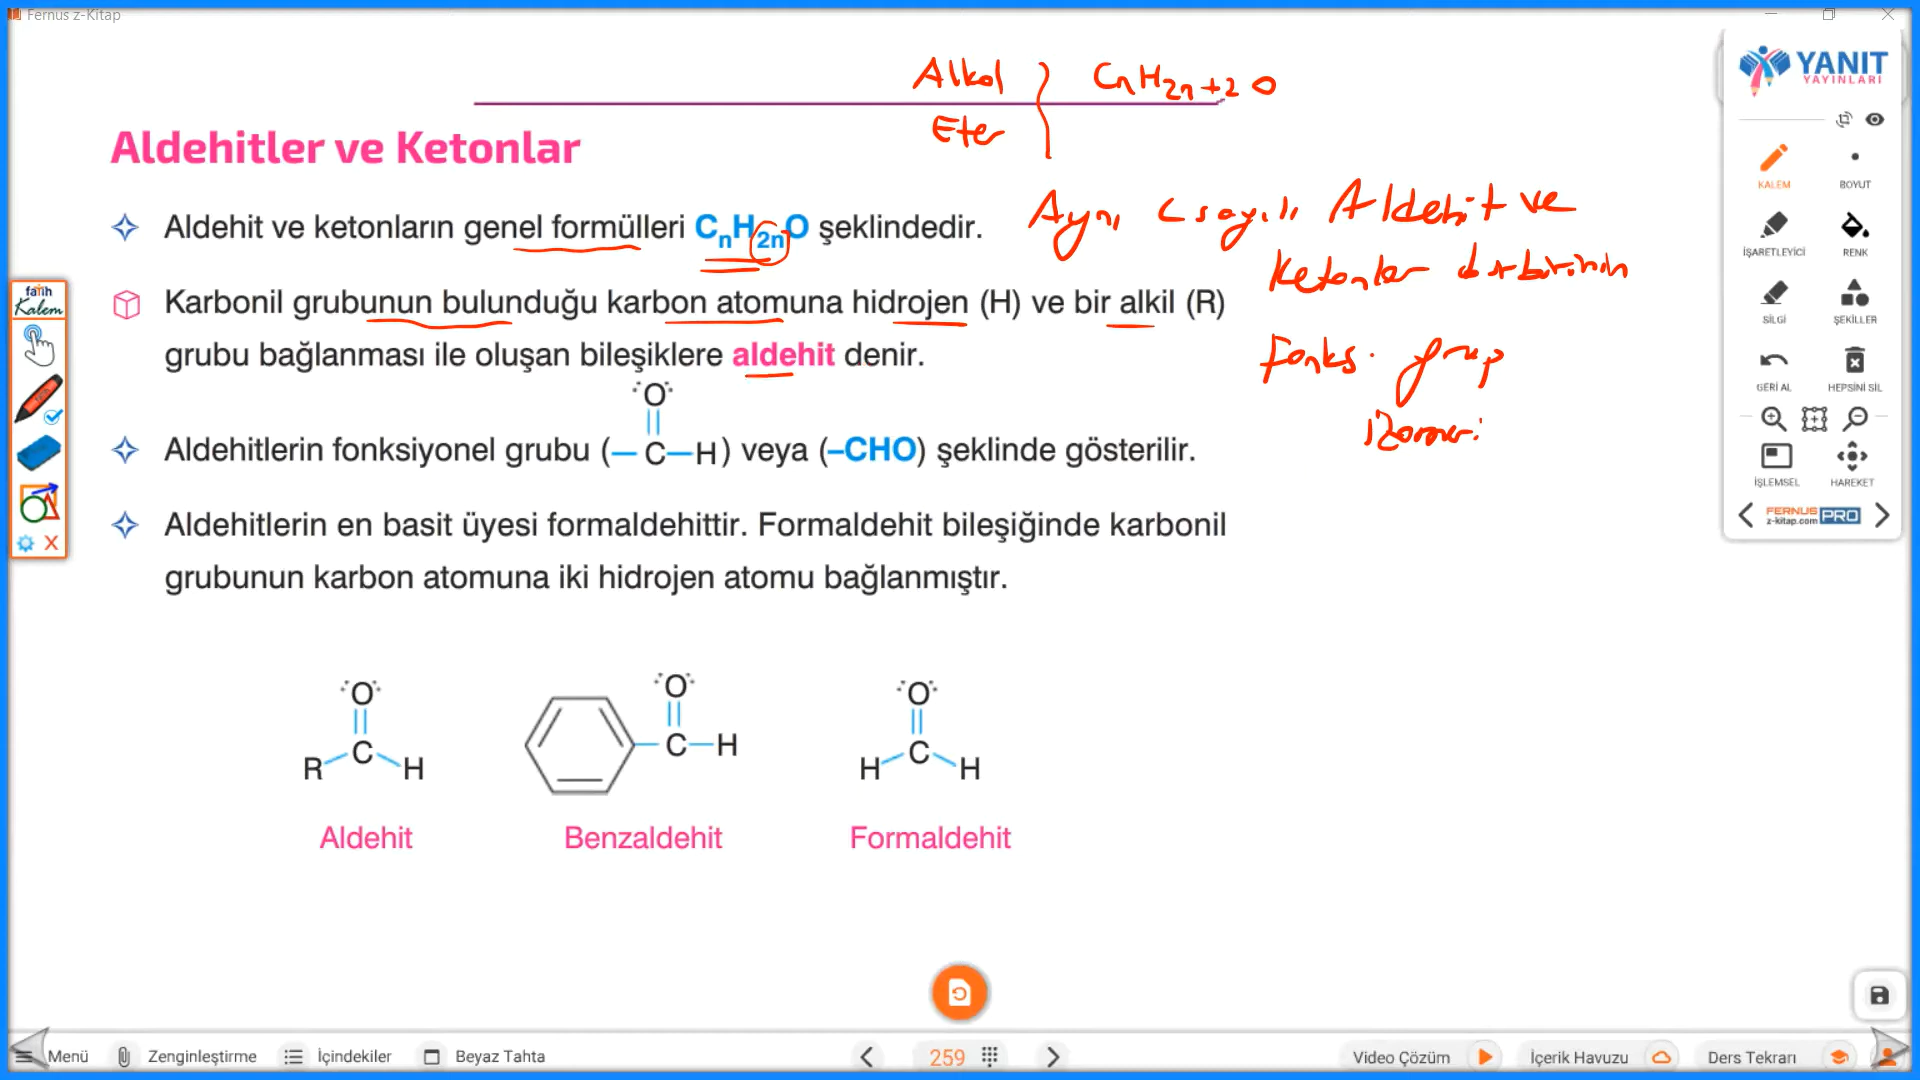 Fernus z-Kitap
Alkol CnH2n+2O
Eter
Aldehitler ve Ketonlar
Aldehit ve ketonların genel formülleri CnH2nO şeklindedir.
Aynı C sayılı Aldehit ve
Ketonlar birbirinin
Fonks. grup
izomeri
Karbonil grubunun bulunduğu karbon atomuna hidrojen (H) ve bir alkil (R)
grubu bağlanması ile oluşan bileşiklere aldehit denir.
O
Aldehitlerin fonksiyonel grubu (– C – H) veya (–CHO) şeklinde gösterilir.
Aldehitlerin en basit üyesi formaldehittir. Formaldehit bileşiğinde karbonil
grubunun karbon atomuna iki hidrojen atomu bağlanmıştır.
O O O
R C H C H H C H
Aldehit Benzaldehit Formaldehit
fatih
Kalem
X
YANIT
YAYINLARI
KALEM BOYUT
İŞARETLEYİCİ RENK
SİLGİ ŞEKİLLER
GERİ AL HEPSİNİ SİL
İŞLEMSEL HAREKET
FERNUS
z-kitap.com PRO
Menü Zenginleştirme İçindekiler Beyaz Tahta 259 Video Çözüm İçerik Havuzu Ders Tekrarı